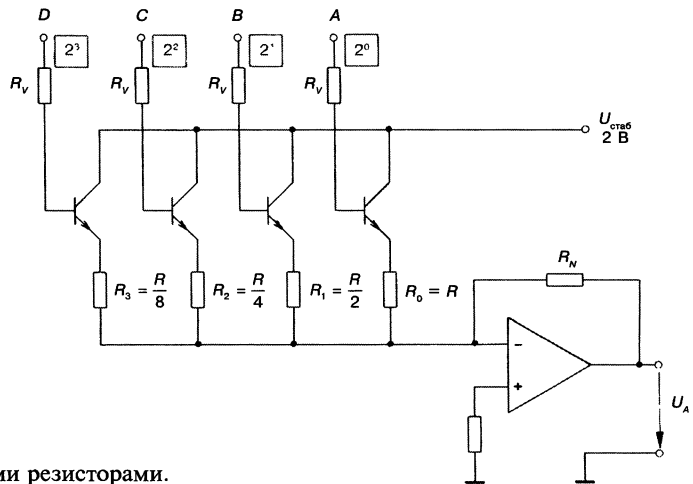 D C B A
2³ 2² 2¹ 2⁰
R_V R_V R_V R_V
U_стаб
2 В
R_N
R₃ = R/8 R₂ = R/4 R₁ = R/2 R₀ = R
−
+
U_A
ми резисторами.